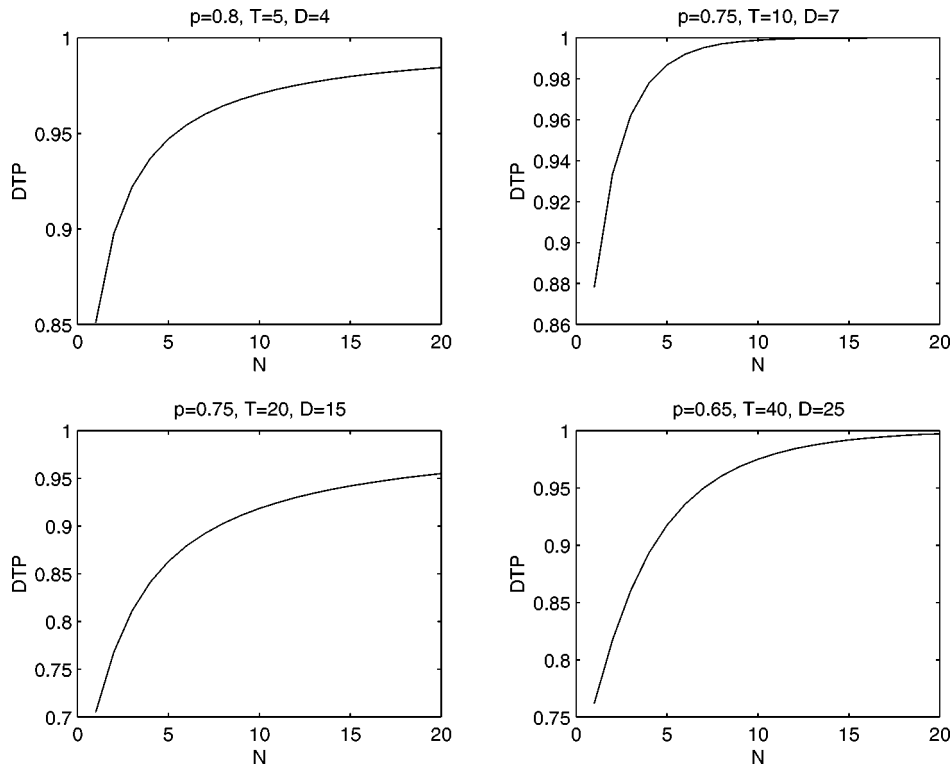 p=0.8, T=5, D=4
1
0.95
0.9
0.85
DTP
0 5 10 15 20
N
p=0.75, T=10, D=7
1
0.98
0.96
0.94
0.92
0.9
0.88
0.86
DTP
0 5 10 15 20
N
p=0.75, T=20, D=15
1
0.95
0.9
0.85
0.8
0.75
0.7
DTP
0 5 10 15 20
N
p=0.65, T=40, D=25
1
0.95
0.9
0.85
0.8
0.75
DTP
0 5 10 15 20
N